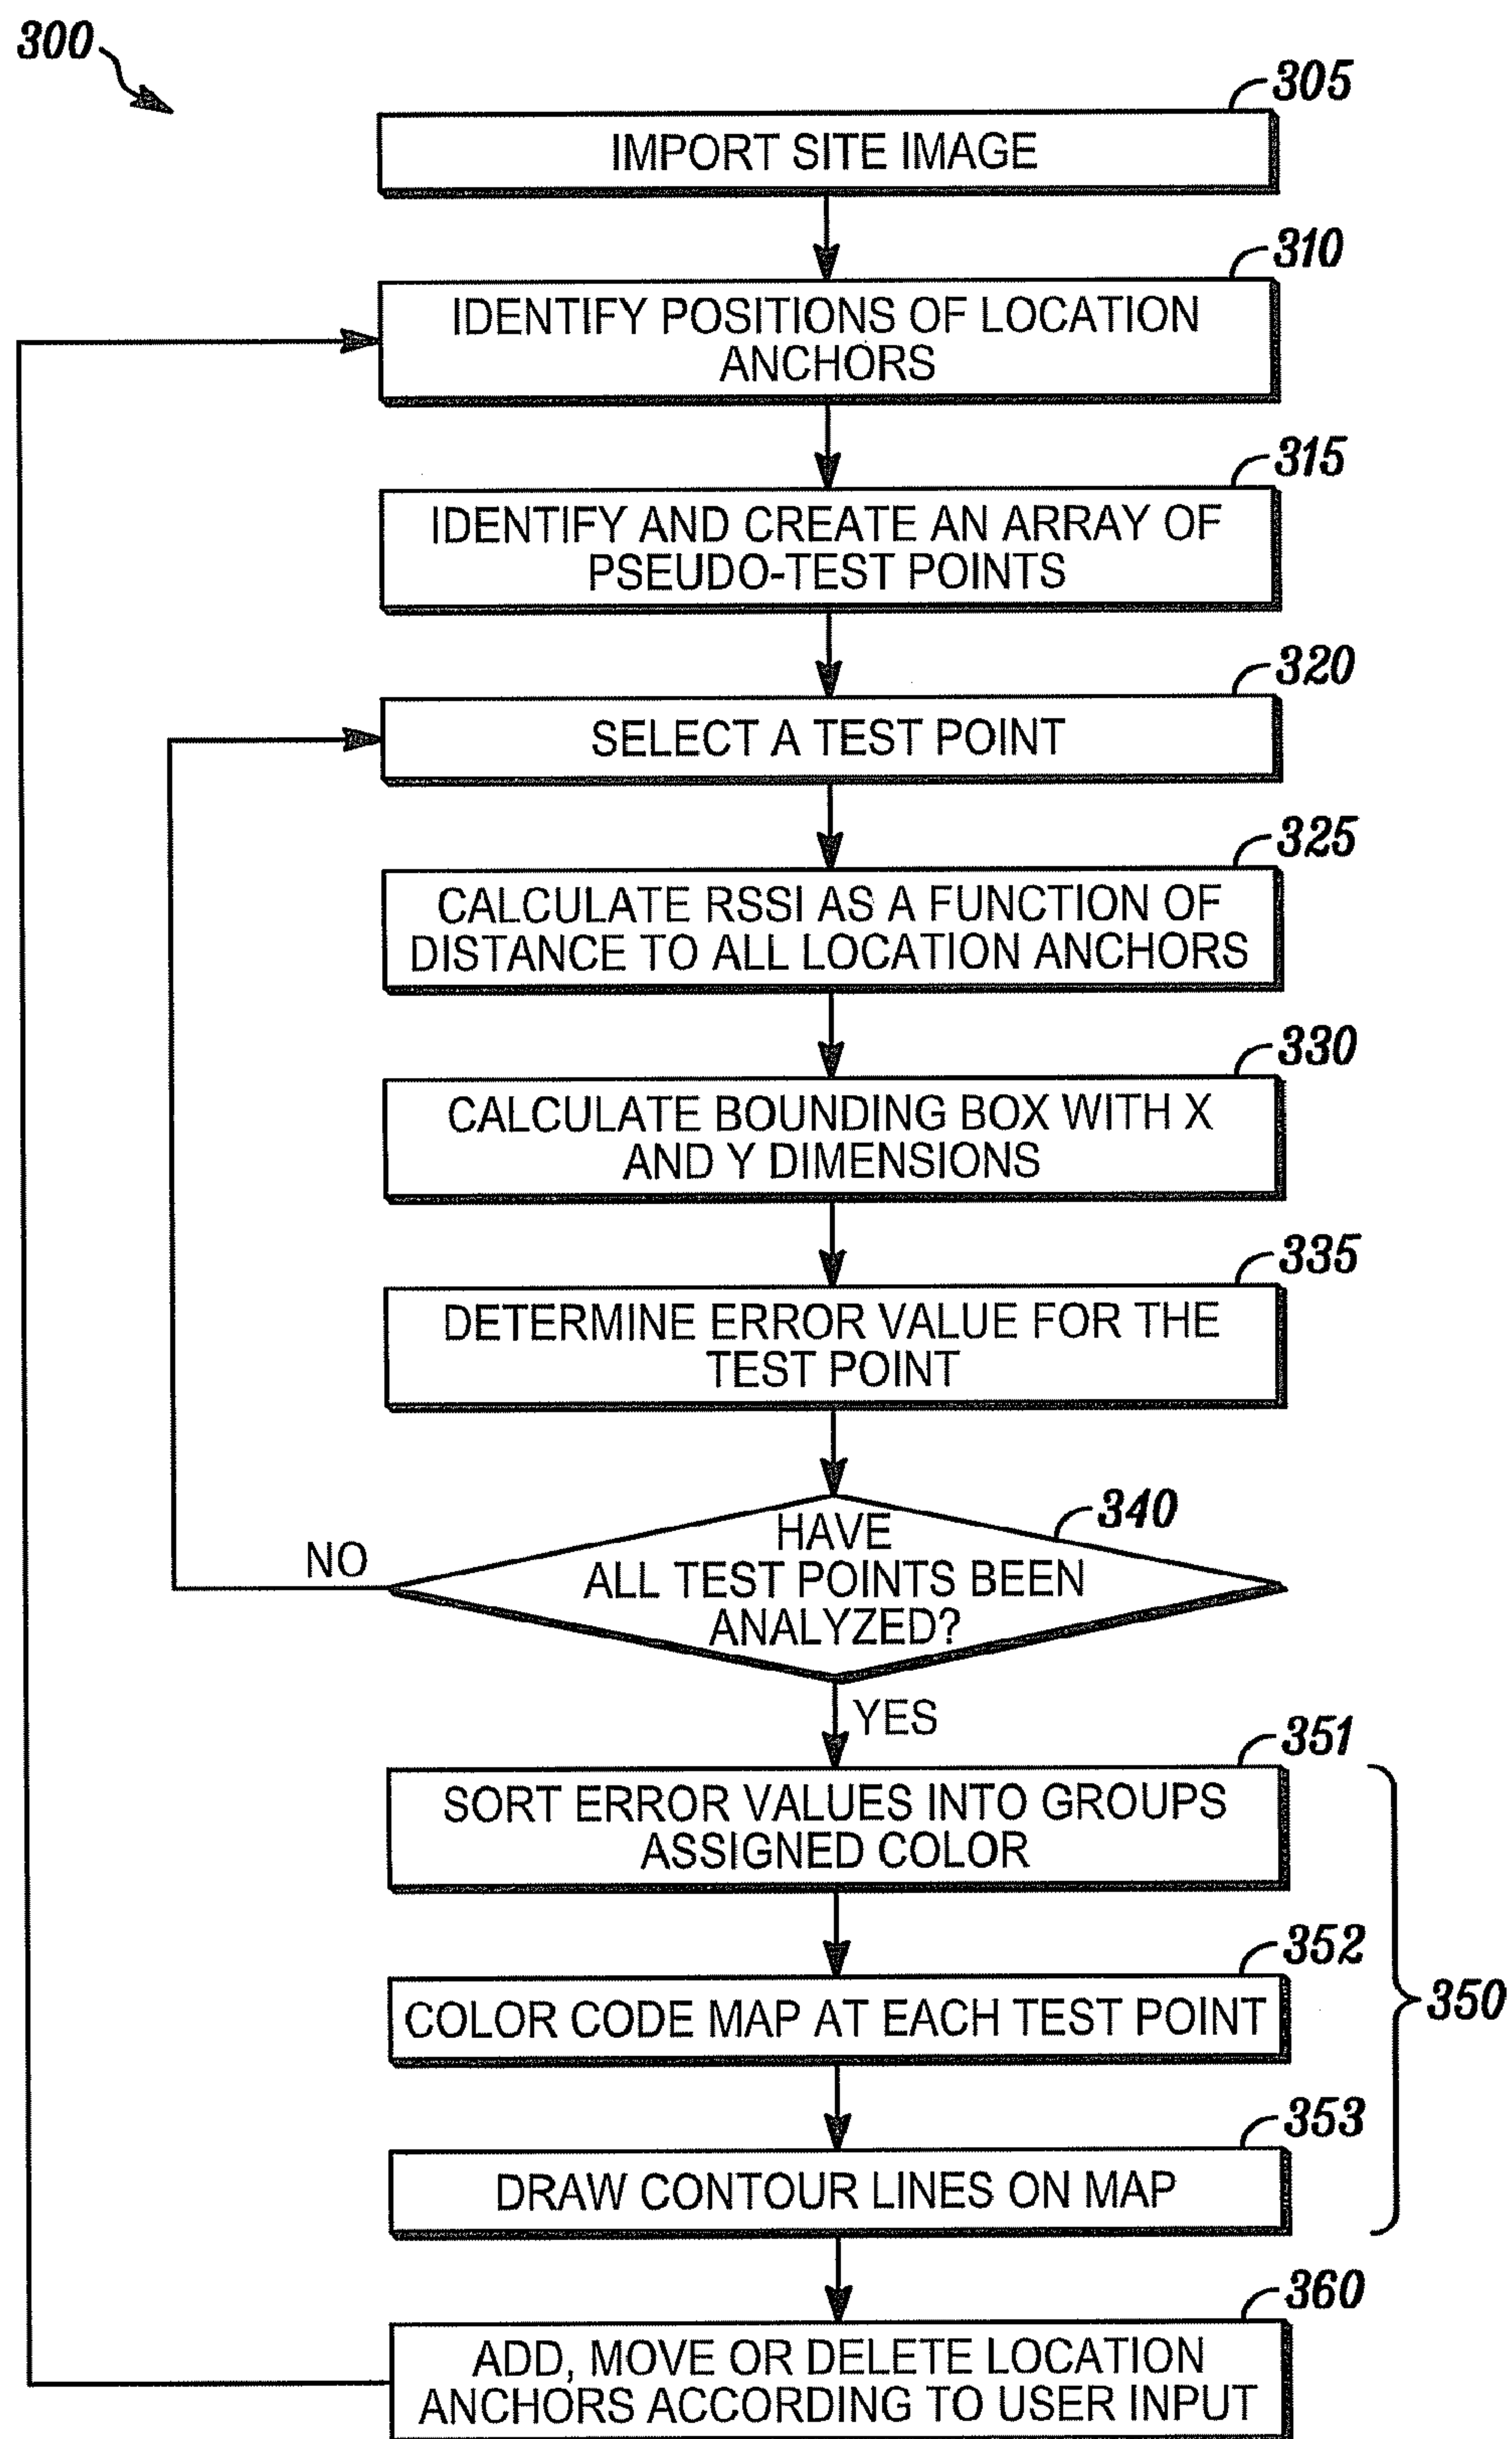 300
305
IMPORT SITE IMAGE
310
IDENTIFY POSITIONS OF LOCATION
ANCHORS
315
IDENTIFY AND CREATE AN ARRAY OF
PSEUDO-TEST POINTS
320
SELECT A TEST POINT
325
CALCULATE RSSI AS A FUNCTION OF
DISTANCE TO ALL LOCATION ANCHORS
330
CALCULATE BOUNDING BOX WITH X
AND Y DIMENSIONS
335
DETERMINE ERROR VALUE FOR THE
TEST POINT
340
HAVE
ALL TEST POINTS BEEN
ANALYZED?
NO
YES
351
SORT ERROR VALUES INTO GROUPS
ASSIGNED COLOR
352
COLOR CODE MAP AT EACH TEST POINT
350
353
DRAW CONTOUR LINES ON MAP
360
ADD, MOVE OR DELETE LOCATION
ANCHORS ACCORDING TO USER INPUT